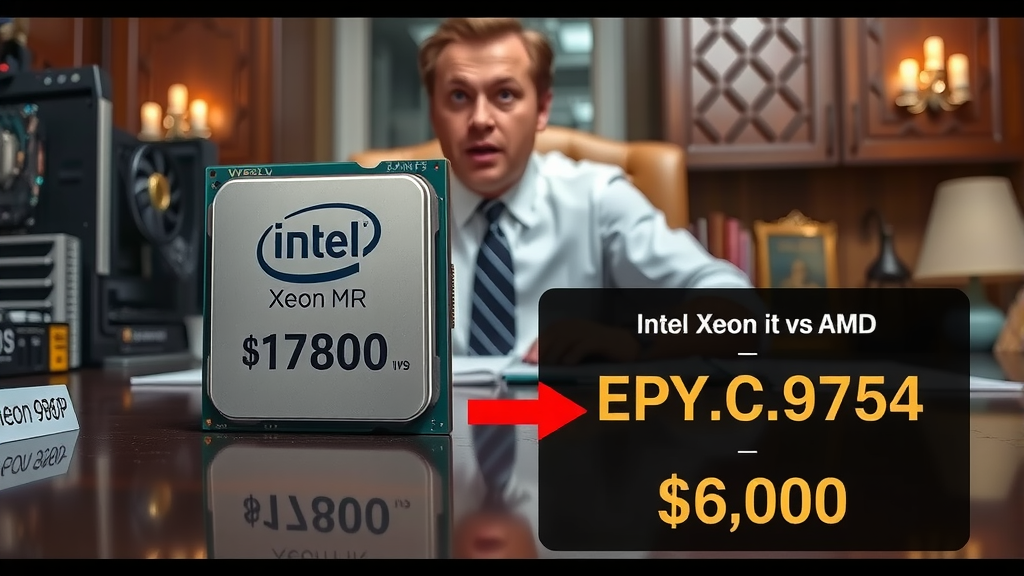 intel
Xeon MR
$17800
Intel Xeon it vs AMD
—
EPY.C.9754
—
$6,000